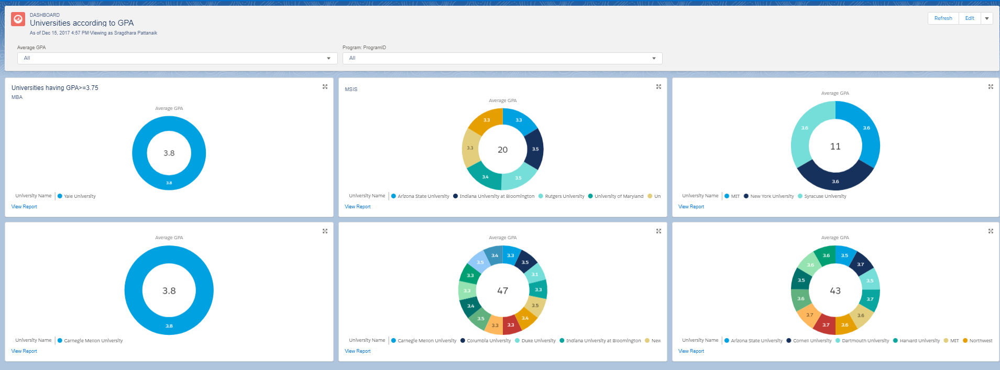 DASHBOARD
Universities according to GPA
As of Dec 15, 2017 4:57 PM·Viewing as Sragdhara Pattanaik
Refresh
Edit
Average GPA
All
Program: ProgramID
All
Universities having GPA>=3.75
MBA
Average GPA
3.8
3.8
University Name
Yale University
View Report
MSIS
Average GPA
3.3
3.3
3.3
3.5
20
3.4
3.5
University Name
Arizona State University
Indiana University at Bloomington
Rutgers University
University of Maryland
Un
View Report
Average GPA
3.6
3.6
11
3.6
University Name
MIT
New York University
Syracuse University
View Report
Average GPA
3.8
3.8
University Name
Carnegie Mellon University
View Report
Average GPA
3.4
3.3
3.5
3.5
3.3
3.1
3.3
47
3.3
3.4
3.5
3.5
3.4
3.3
3.3
University Name
Carnegie Mellon University
Columbia University
Duke University
Indiana University at Bloomington
New
View Report
Average GPA
3.6
3.5
3.6
3.7
3.5
3.5
43
3.6
3.7
3.7
3.6
3.7
3.6
University Name
Arizona State University
Cornell University
Dartmouth University
Harvard University
MIT
Northwest
View Report